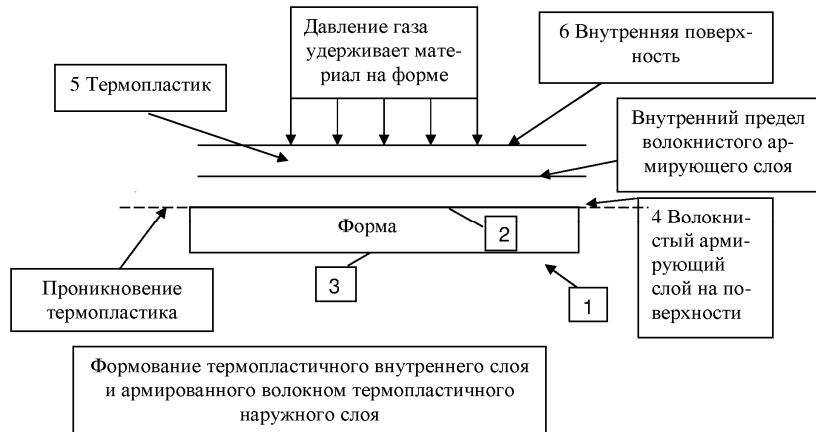 Давление газа
удерживает мате-
риал на форме
6 Внутренняя поверх-
ность
5 Термопластик
Внутренний предел
волокнистого ар-
мирующего слоя
Форма
2
4 Волок-
нистый арми-
рующий
слой на по-
верхности
3
1
Проникновение
термопластика
Формование термопластичного внутреннего слоя
и армированного волокном термопластичного
наружного слоя